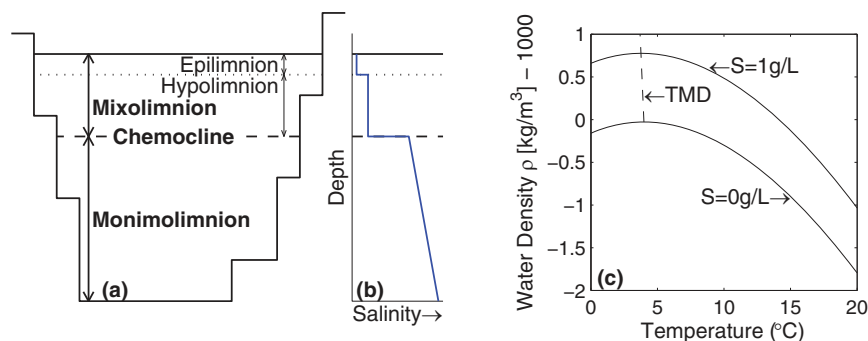 Epilimnion
Hypolimnion
Mixolimnion
Chemocline
Monimolimnion
(a)
Depth
(b)
Salinity→
Water Density ρ [kg/m³] − 1000
1
0.5
0
−0.5
−1
−1.5
−2
←S=1g/L
←TMD
S=0g/L→
(c)
0 5 10 15 20
Temperature (°C)